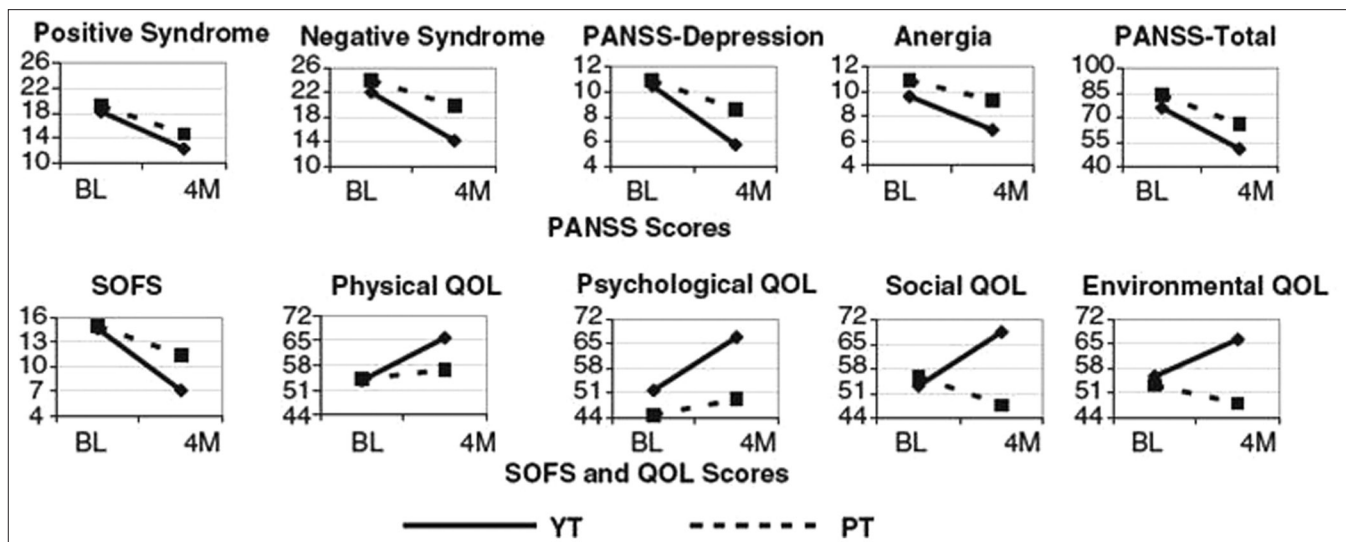 Positive Syndrome Negative Syndrome PANSS-Depression Anergia PANSS-Total
26 26 12 12 100
22 22 10 10 85
18 18 8 8 70
14 14 6 6 55
10 10 4 4 40
BL 4M BL 4M BL 4M BL 4M BL 4M
PANSS Scores
SOFS Physical QOL Psychological QOL Social QOL Environmental QOL
16 72 72 72 72
13 65 65 65 65
10 58 58 58 58
7 51 51 51 51
4 44 44 44 44
BL 4M BL 4M BL 4M BL 4M BL 4M
SOFS and QOL Scores
YT PT